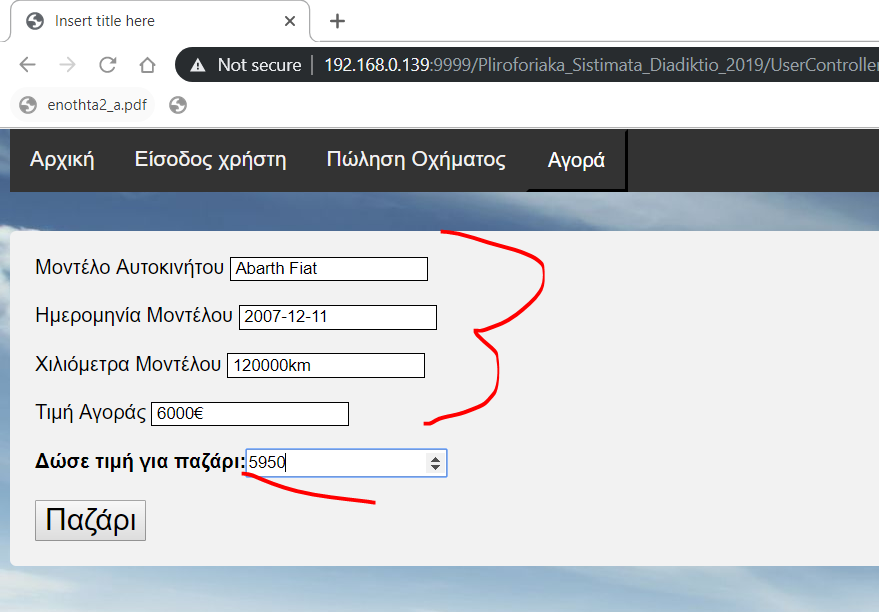 Insert title here
Not secure 192.168.0.139:9999/Pliroforiaka_Sistimata_Diadiktio_2019/UserController
enothta2_a.pdf
Αρχική Είσοδος χρήστη Πώληση Οχήματος Αγορά
Μοντέλο Αυτοκινήτου Abarth Fiat
Ημερομηνία Μοντέλου 2007-12-11
Χιλιόμετρα Μοντέλου 120000km
Τιμή Αγοράς 6000€
Δώσε τιμή για παζάρι: 5950
Παζάρι